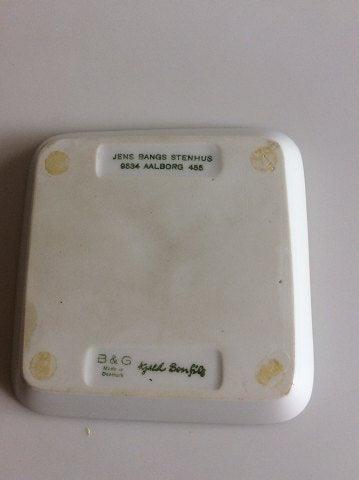 JENS BANGS STENHUS
9534 AALBORG 455
B & G
Made in
Denmark
Kjeld Bonfils